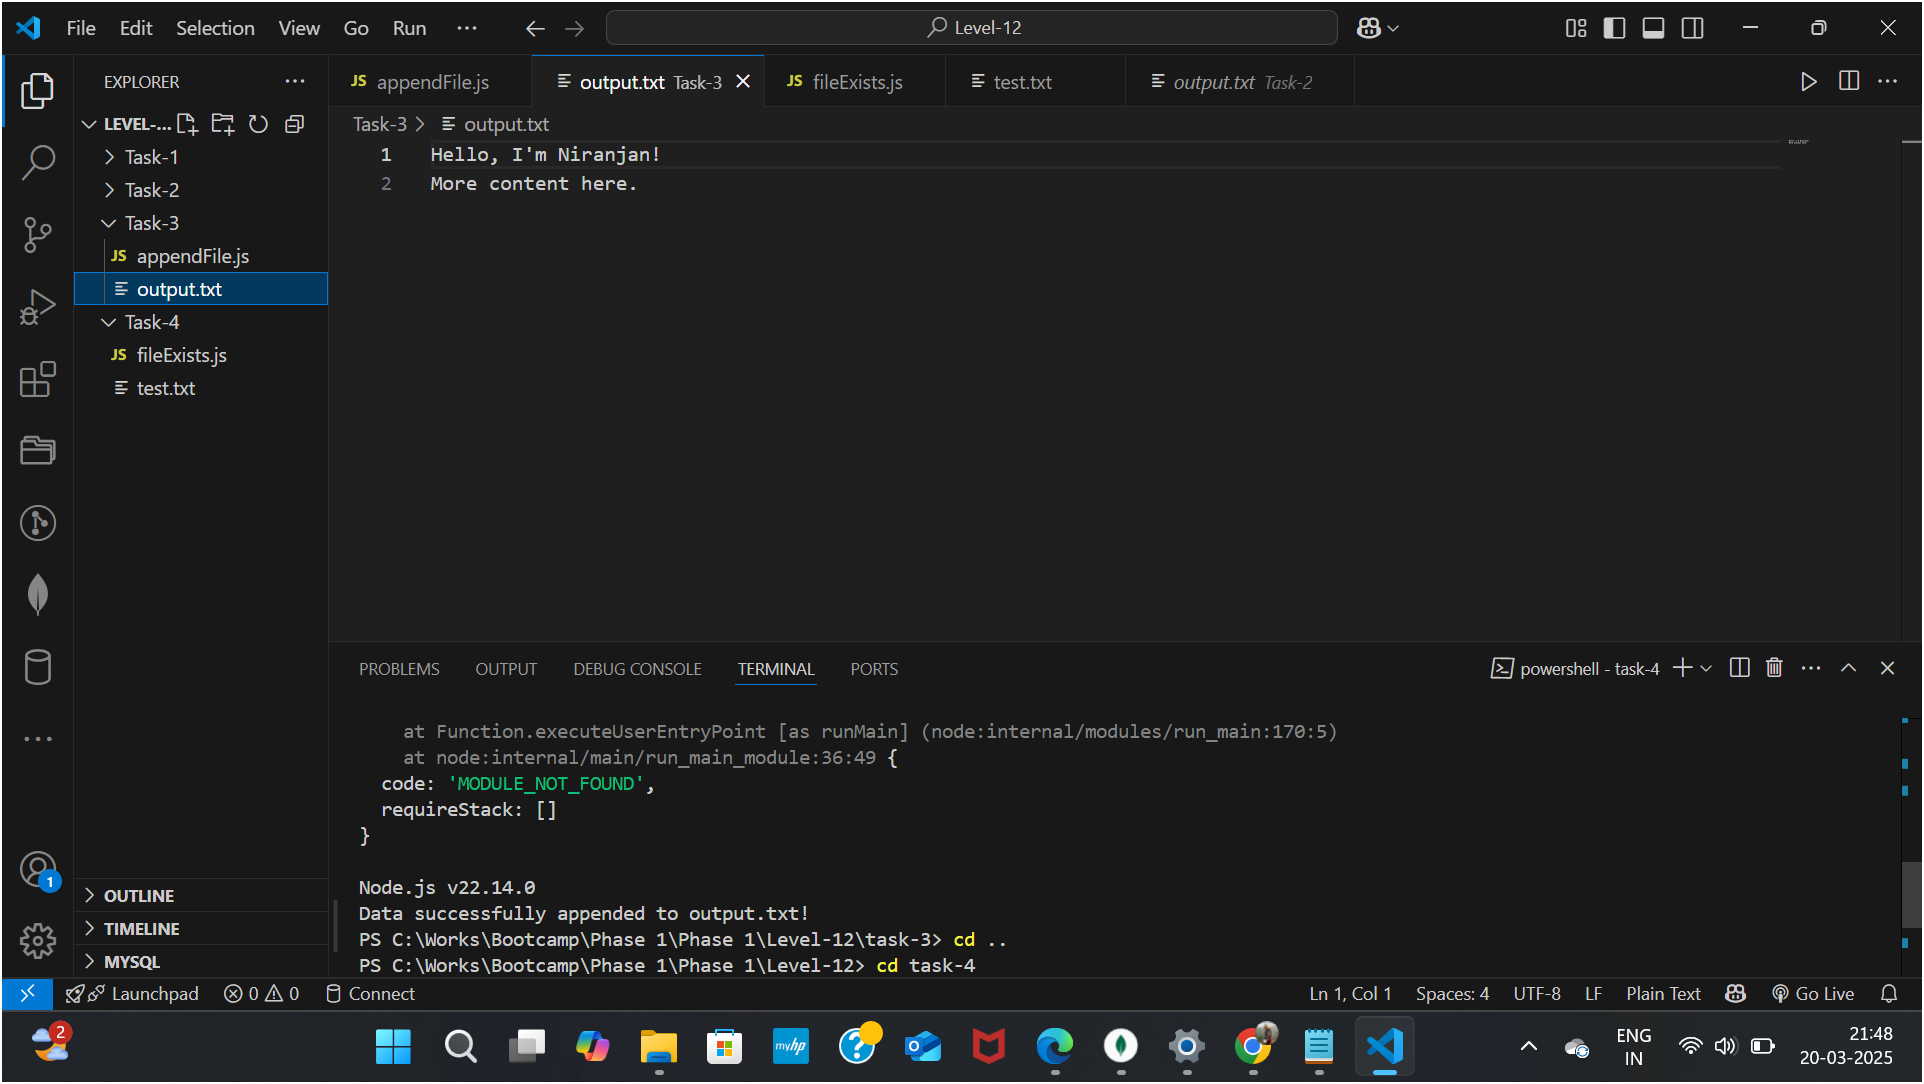 File Edit Selection View Go Run ··· Level-12
EXPLORER ···
LEVEL-...
Task-1
Task-2
Task-3
JS appendFile.js
output.txt
Task-4
JS fileExists.js
test.txt
OUTLINE
TIMELINE
MYSQL
JS appendFile.js output.txt Task-3 JS fileExists.js test.txt output.txt Task-2
Task-3 > output.txt
1 Hello, I'm Niranjan!
2 More content here.
PROBLEMS OUTPUT DEBUG CONSOLE TERMINAL PORTS powershell - task-4
at Function.executeUserEntryPoint [as runMain] (node:internal/modules/run_main:170:5)
at node:internal/main/run_main_module:36:49 {
code: 'MODULE_NOT_FOUND',
requireStack: []
}
Node.js v22.14.0
Data successfully appended to output.txt!
PS C:\Works\Bootcamp\Phase 1\Phase 1\Level-12\task-3> cd ..
PS C:\Works\Bootcamp\Phase 1\Phase 1\Level-12> cd task-4
1
Launchpad 0 0 Connect Ln 1, Col 1 Spaces: 4 UTF-8 LF Plain Text Go Live
2
myhp
ENG
IN
21:48
20-03-2025